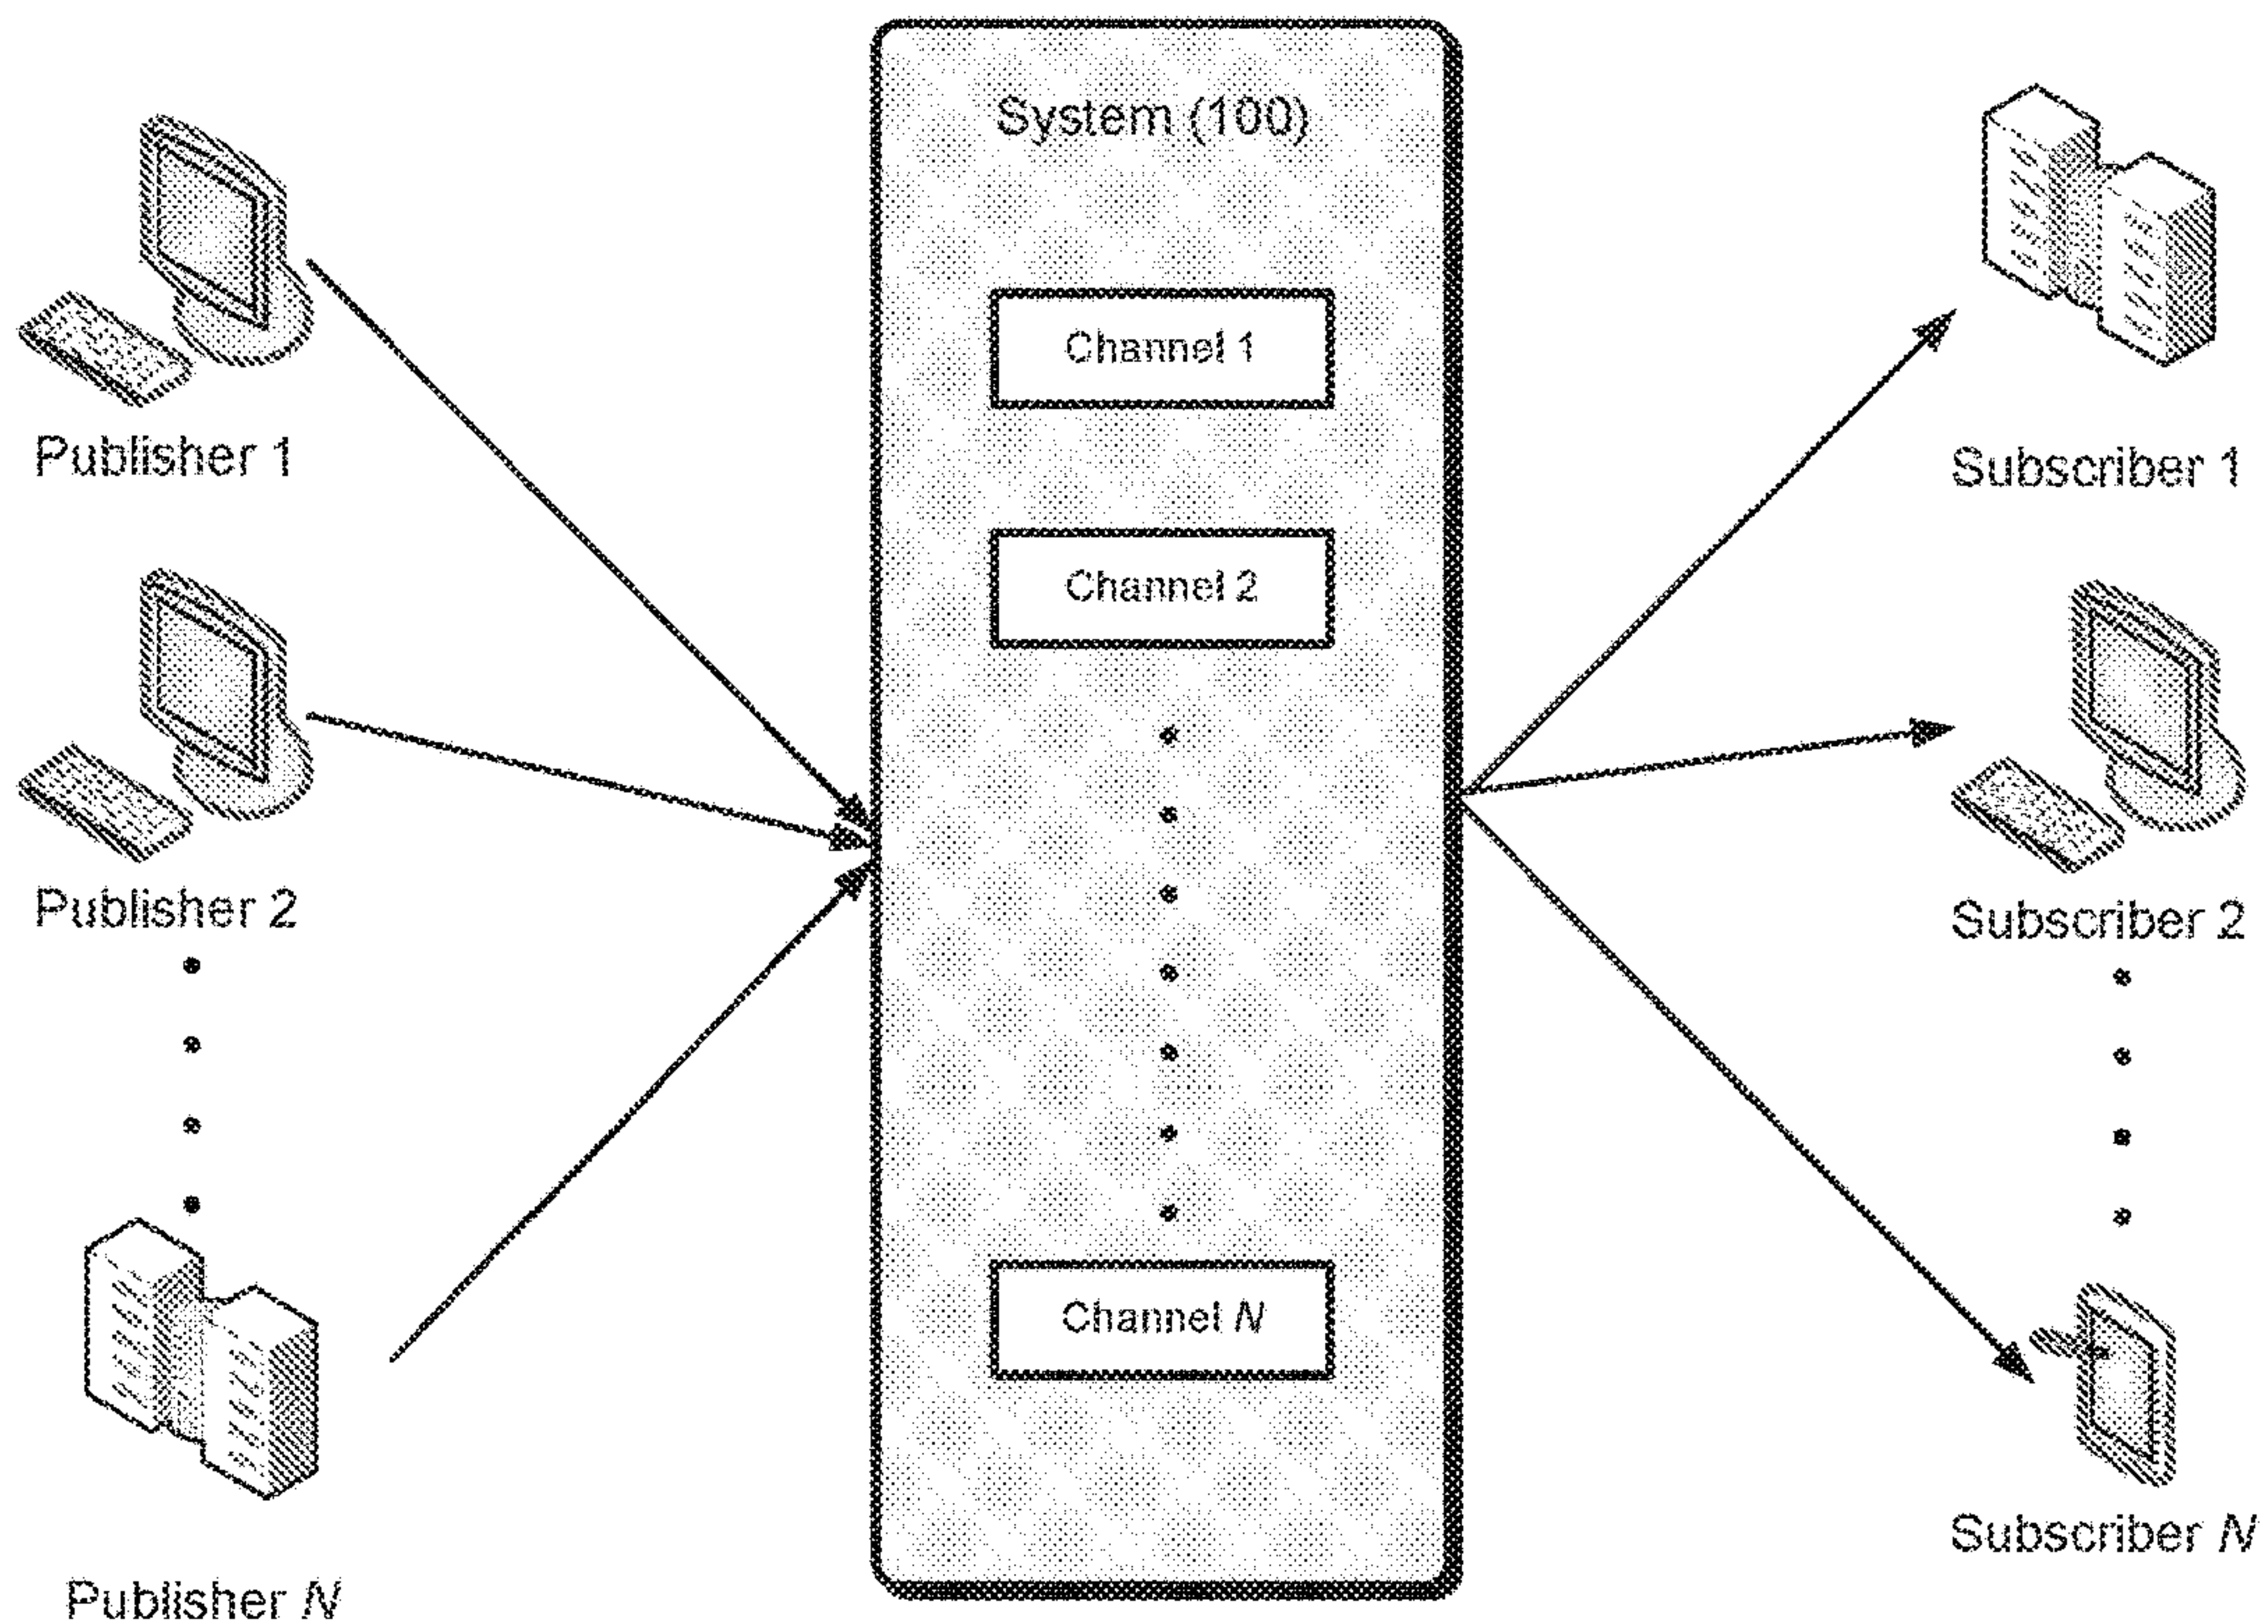 System (100)
Channel 1
Channel 2
Channel N
Publisher 1
Publisher 2
Publisher N
Subscriber 1
Subscriber 2
Subscriber N